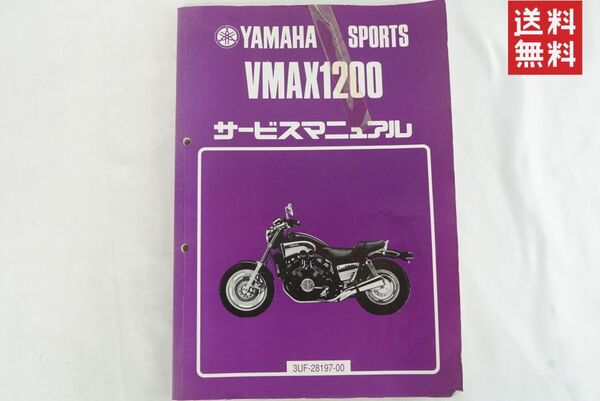 送料
無料
YAMAHA SPORTS
VMAX1200
サービスマニュアル
3UF-28197-00